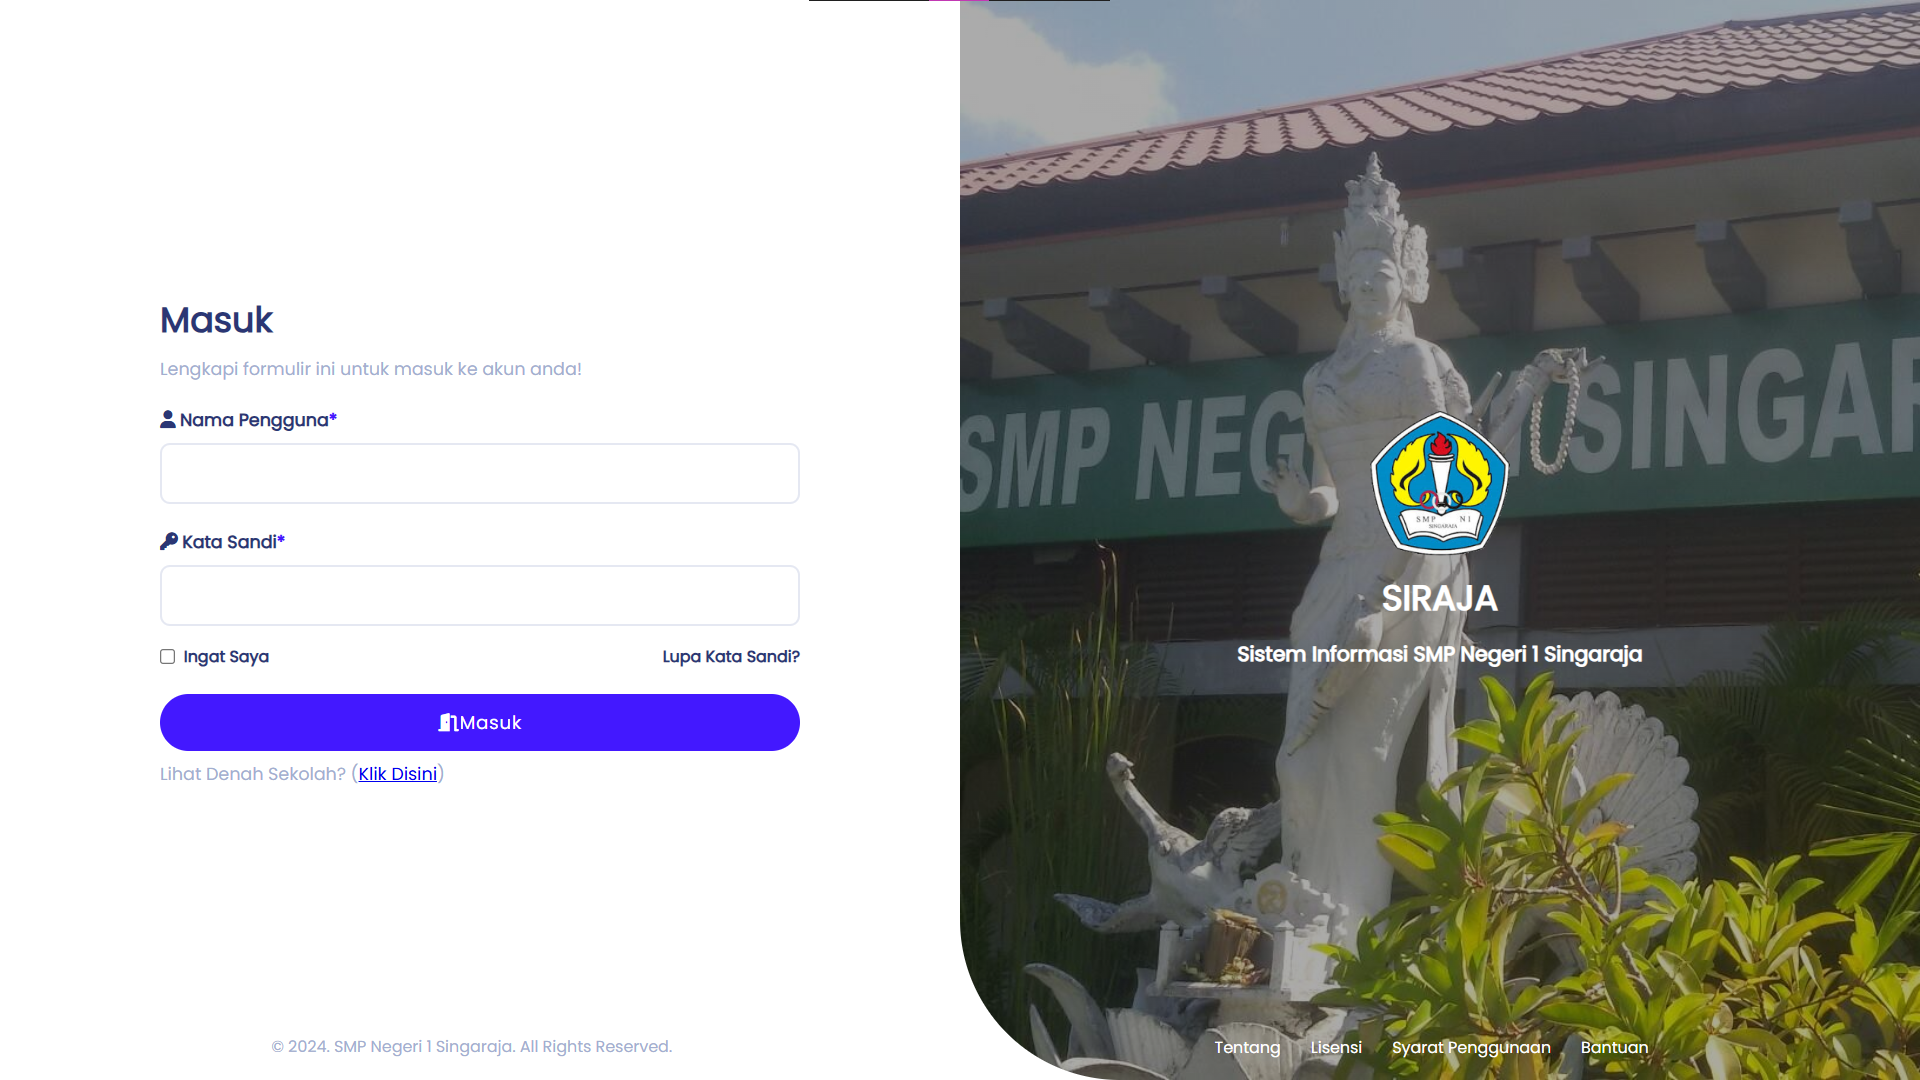 Masuk
Lengkapi formulir ini untuk masuk ke akun anda!
Nama Pengguna*
Kata Sandi*
Ingat Saya
Lupa Kata Sandi?
Masuk
Lihat Denah Sekolah? (Klik Disini)
© 2024. SMP Negeri 1 Singaraja. All Rights Reserved.
SMP NEG 1 SINGAR
SMP N 1
SINGARAJA
SIRAJA
Sistem Informasi SMP Negeri 1 Singaraja
Tentang
Lisensi
Syarat Penggunaan
Bantuan